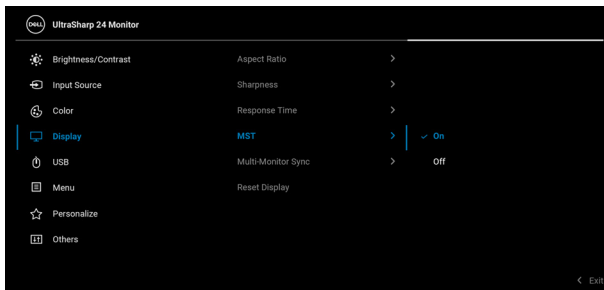 DELL UltraSharp 24 Monitor
Brightness/Contrast Aspect Ratio
Input Source Sharpness
Color Response Time
Display MST On
USB Multi-Monitor Sync Off
Menu Reset Display
Personalize
Others
Exit